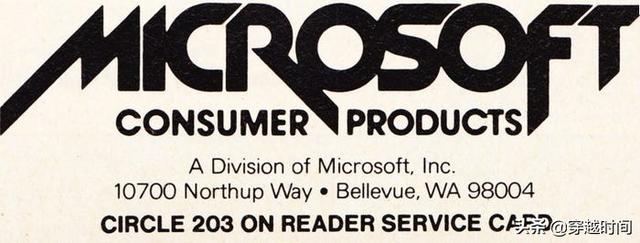 MICROSOFT
CONSUMER PRODUCTS
A Division of Microsoft, Inc.
10700 Northup Way • Bellevue, WA 98004
CIRCLE 203 ON READER SERVICE CARD
头条 @穿越时间